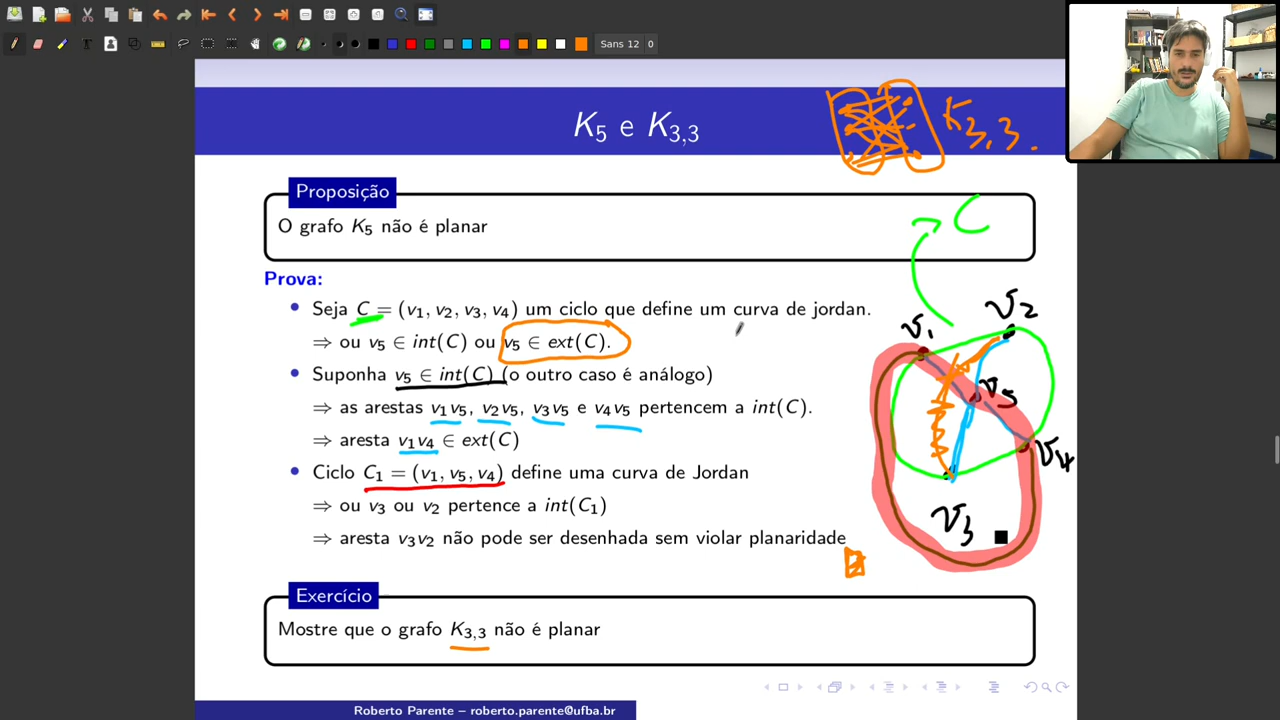 Sans 12 0
K5 e K3,3
K3,3.
Proposição
O grafo K5 não é planar
C
Prova:
Seja C = (v1, v2, v3, v4) um ciclo que define um curva de jordan.
⇒ ou v5 ∈ int(C) ou v5 ∈ ext(C).
Suponha v5 ∈ int(C) (o outro caso é análogo)
⇒ as arestas v1v5, v2v5, v3v5 e v4v5 pertencem a int(C).
⇒ aresta v1v4 ∈ ext(C)
Ciclo C1 = (v1, v5, v4) define uma curva de Jordan
⇒ ou v3 ou v2 pertence a int(C1)
⇒ aresta v3v2 não pode ser desenhada sem violar planaridade
v1
v2
v5
v4
v3
Exercício
Mostre que o grafo K3,3 não é planar
Roberto Parente – roberto.parente@ufba.br